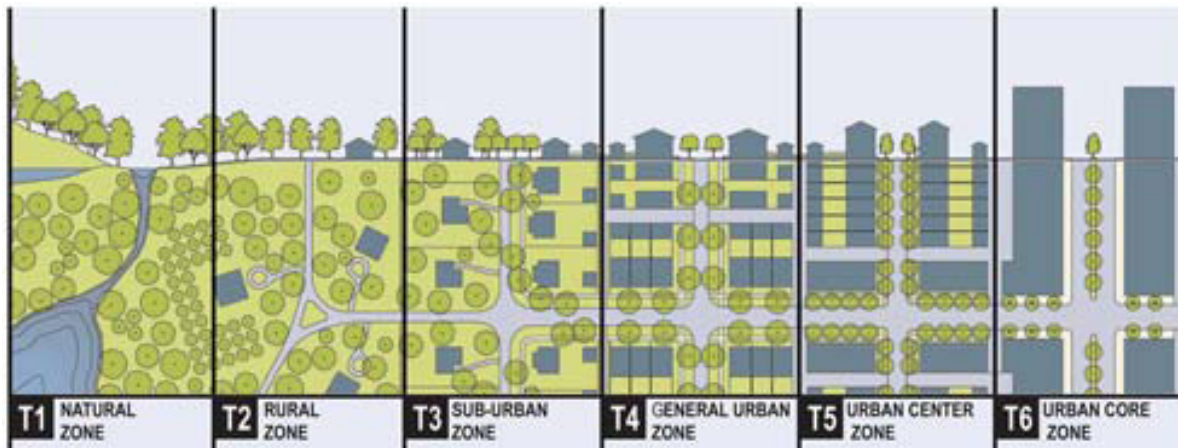 T1 NATURAL
ZONE
T2 RURAL
ZONE
T3 SUB-URBAN
ZONE
T4 GENERAL URBAN
ZONE
T5 URBAN CENTER
ZONE
T6 URBAN CORE
ZONE